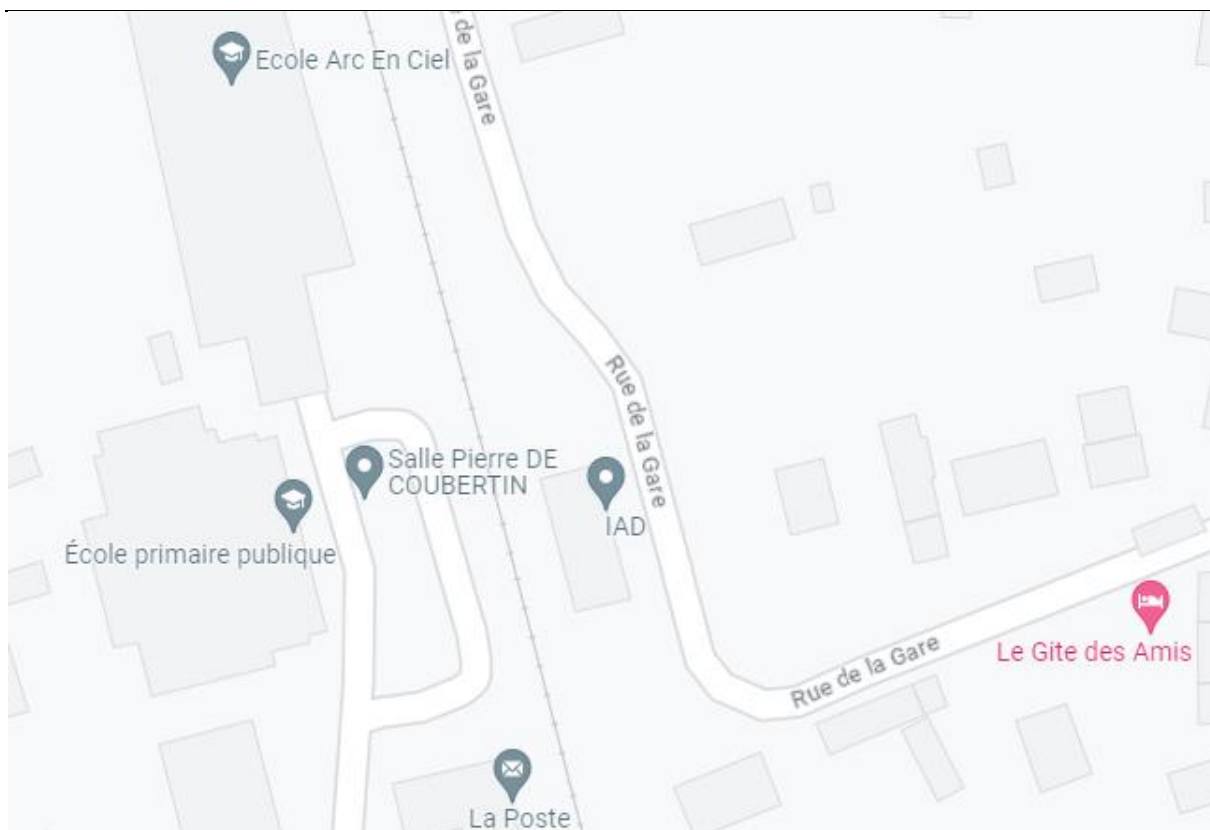 de la Gare
Ecole Arc En Ciel
Rue de la Gare
Salle Pierre DE
COUBERTIN
IAD
École primaire publique
Rue de la Gare
Le Gite des Amis
La Poste